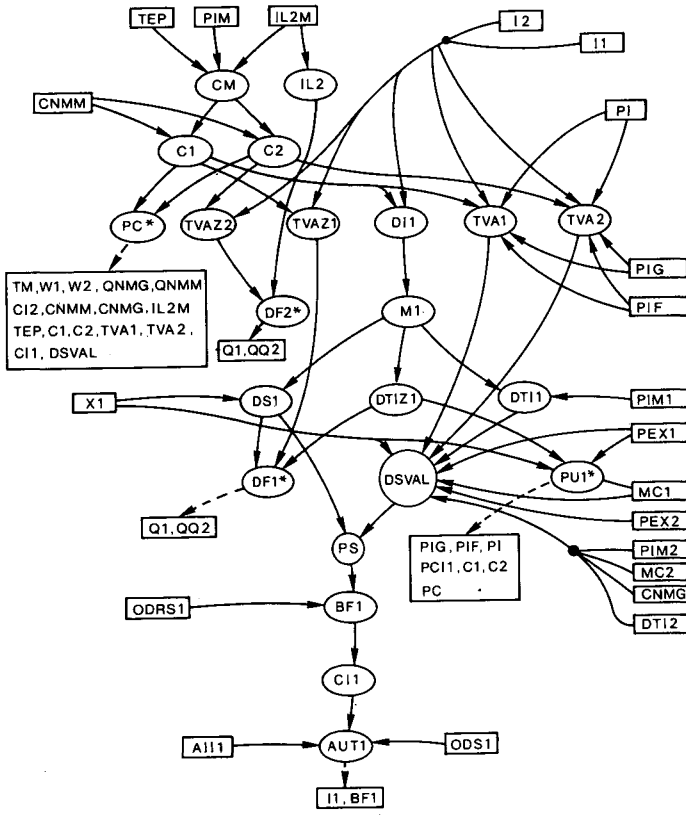 TEP PIM IL2M I2
I1
CM IL2
CNMM PI
C1 C2
PC* TVAZ2 TVAZ1 DI1 TVA1 TVA2
PIG
TM,W1,W2,QNMG,QNMM
CI2,CNMM,CNMG,IL2M
TEP,C1,C2,TVA1,TVA2,
CI1,DSVAL
PIF
DF2* M1
Q1,QQ2
X1 DS1 DTIZ1 DTI1 PIM1
PEX1
DF1* DSVAL PU1*
MC1
Q1,QQ2 PEX2
PS
PIG,PIF,PI
PCI1,C1,C2
PC
PIM2
MC2
CNMG
DTI2
ODRS1 BF1
CI1
AII1 AUT1 ODS1
I1,BF1